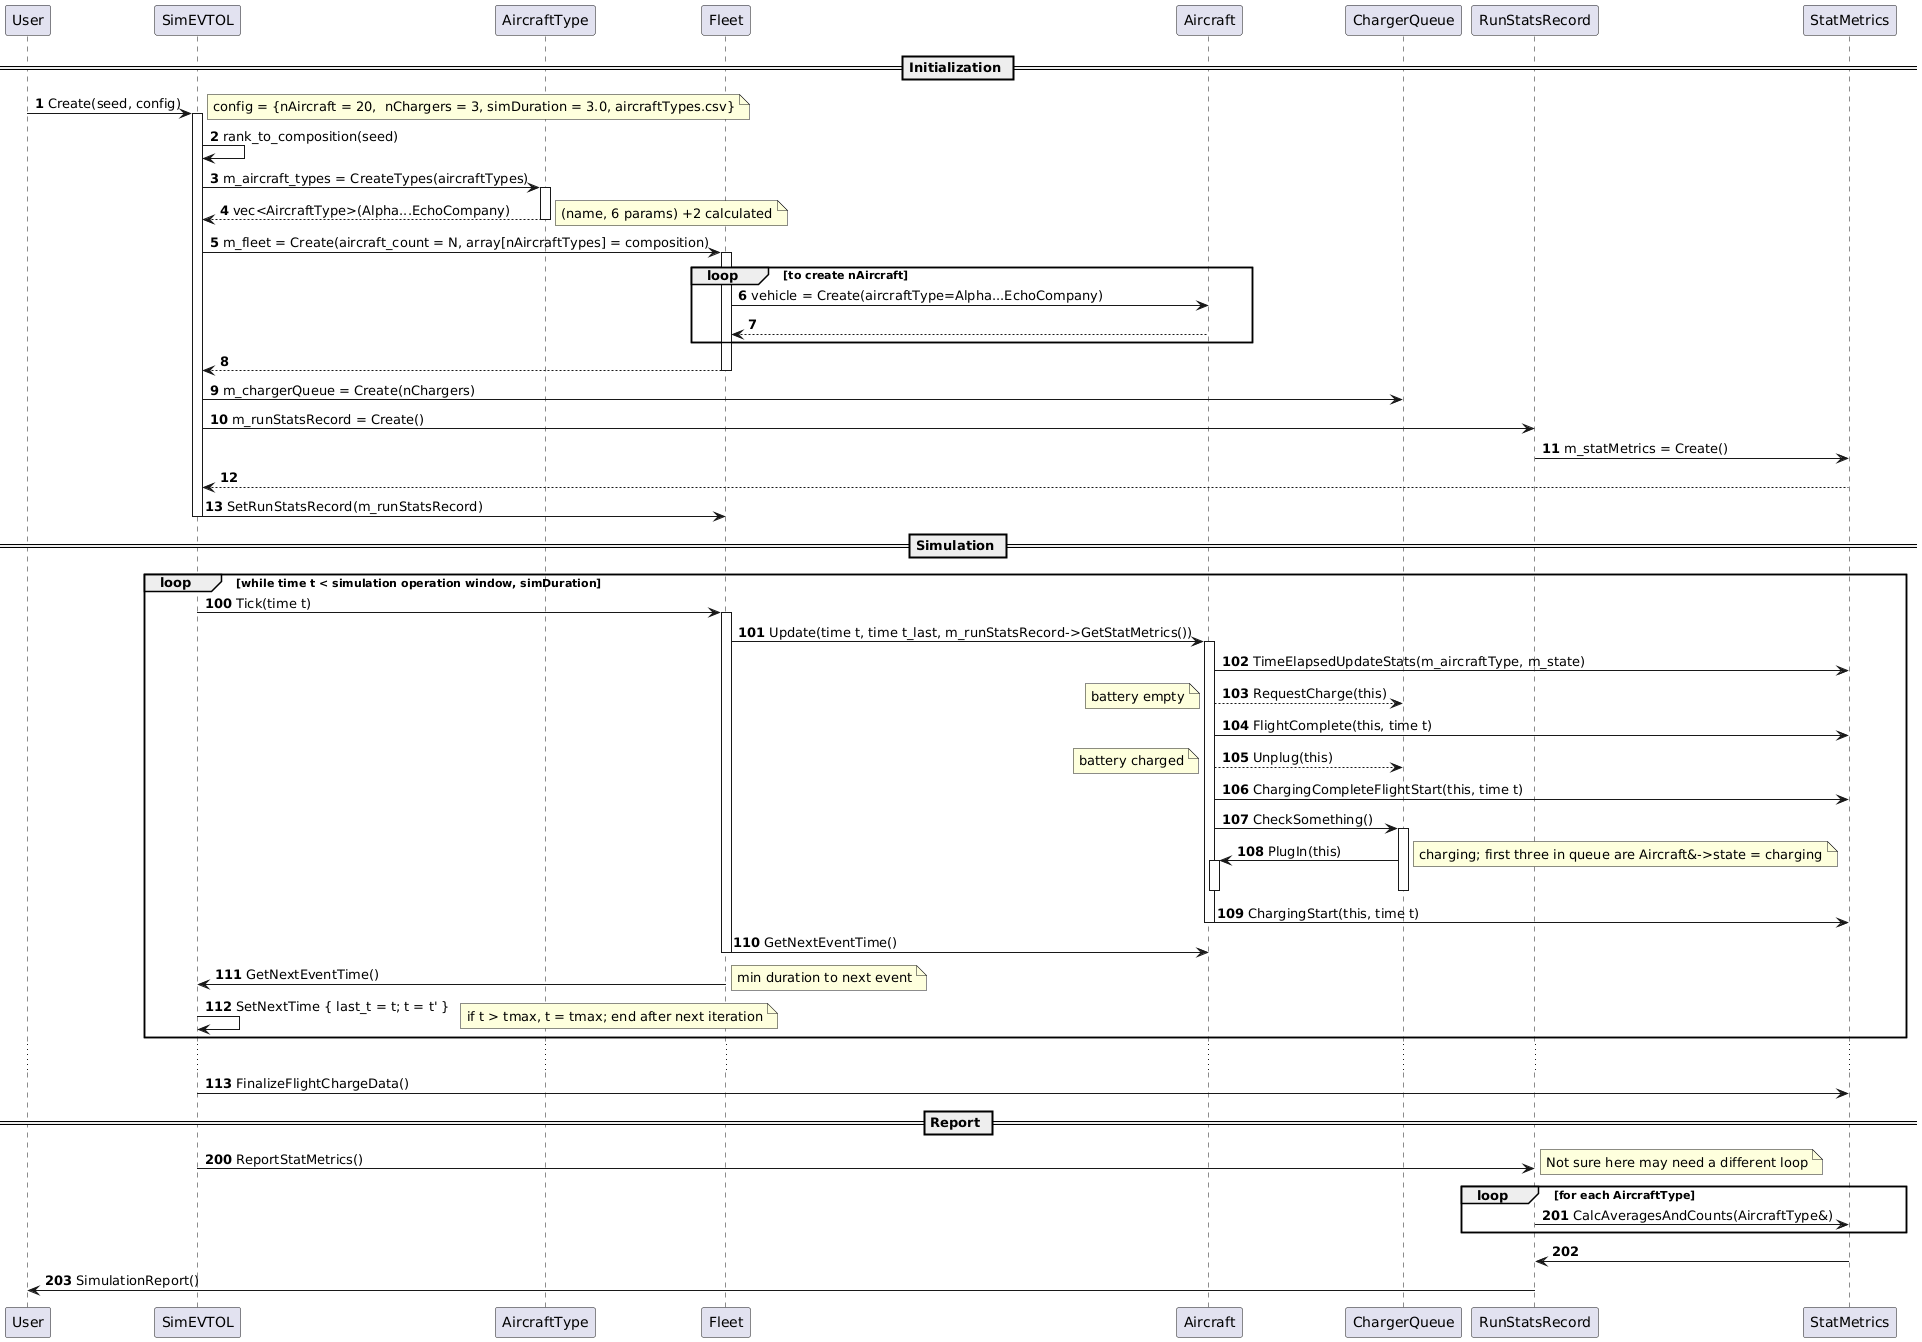 User SimEVTOL AircraftType Fleet Aircraft ChargerQueue RunStatsRecord StatMetrics
Initialization
1 Create(seed, config)
config = {nAircraft = 20,  nChargers = 3, simDuration = 3.0, aircraftTypes.csv}
2 rank_to_composition(seed)
3 m_aircraft_types = CreateTypes(aircraftTypes)
4 vec<AircraftType>(Alpha...EchoCompany)
(name, 6 params) +2 calculated
5 m_fleet = Create(aircraft_count = N, array[nAircraftTypes] = composition)
loop [to create nAircraft]
6 vehicle = Create(aircraftType=Alpha...EchoCompany)
7
8
9 m_chargerQueue = Create(nChargers)
10 m_runStatsRecord = Create()
11 m_statMetrics = Create()
12
13 SetRunStatsRecord(m_runStatsRecord)
Simulation
loop [while time t < simulation operation window, simDuration]
100 Tick(time t)
101 Update(time t, time t_last, m_runStatsRecord->GetStatMetrics())
102 TimeElapsedUpdateStats(m_aircraftType, m_state)
battery empty
103 RequestCharge(this)
104 FlightComplete(this, time t)
battery charged
105 Unplug(this)
106 ChargingCompleteFlightStart(this, time t)
107 CheckSomething()
108 PlugIn(this)
charging; first three in queue are Aircraft&->state = charging
109 ChargingStart(this, time t)
110 GetNextEventTime()
111 GetNextEventTime()
min duration to next event
112 SetNextTime { last_t = t; t = t' }
if t > tmax, t = tmax; end after next iteration
113 FinalizeFlightChargeData()
Report
200 ReportStatMetrics()
Not sure here may need a different loop
loop [for each AircraftType]
201 CalcAveragesAndCounts(AircraftType&)
202
203 SimulationReport()
User SimEVTOL AircraftType Fleet Aircraft ChargerQueue RunStatsRecord StatMetrics